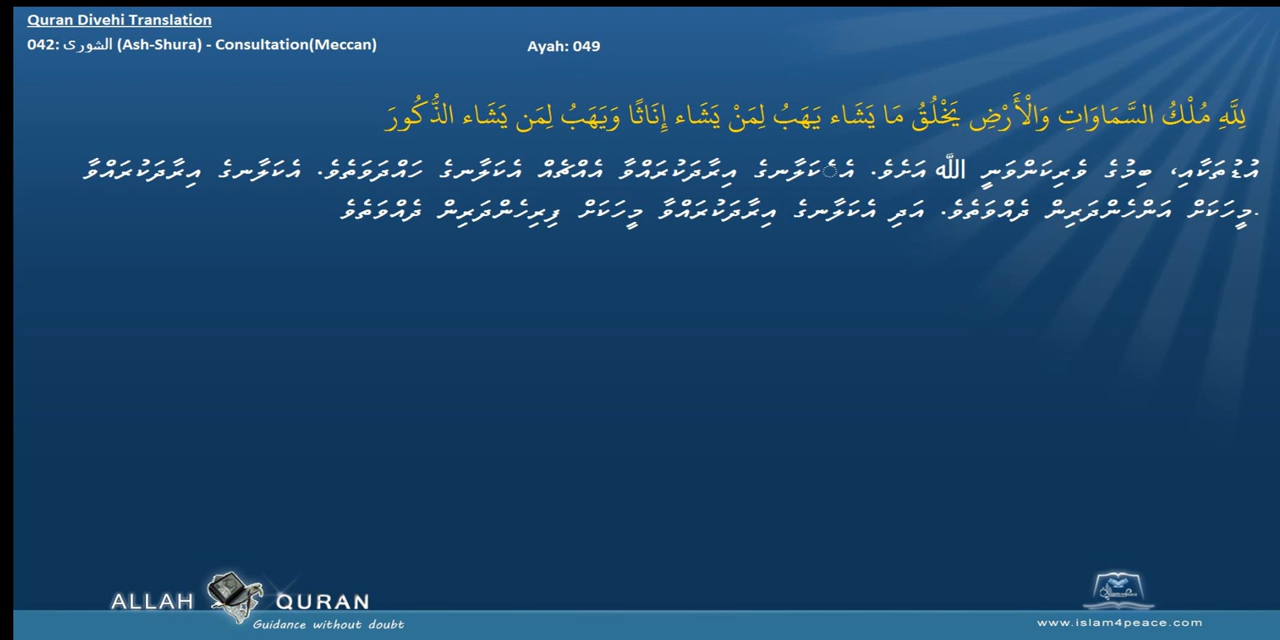 Quran Divehi Translation
042: الشورى (Ash-Shura) - Consultation(Meccan) Ayah: 049
لِلَّهِ مُلْكُ السَّمَاوَاتِ وَالْأَرْضِ يَخْلُقُ مَا يَشَاء يَهَبُ لِمَنْ يَشَاء إِنَاثًا وَيَهَبُ لِمَن يَشَاء الذُّكُورَ
އުޑުތަކާއި، ބިމުގެ ވެރިކަންވަނީ اللَّه އަށެވެ. އެެކަލާނގެ އިރާދަކުރައްވާ އެއްޗެއް އެކަލާނގެ ހައްދަވަތެވެ. އެކަލާނގެ އިރާދަކުރައްވާ
މީހަކަށް އަންހެންދަރިން ދެއްވަތެވެ. އަދި އެކަލާނގެ އިރާދަކުރައްވާ މީހަކަށް ފިރިހެންދަރިން ދެއްވަތެވެ.
ALLAH QURAN
Guidance without doubt
www.islam4peace.com